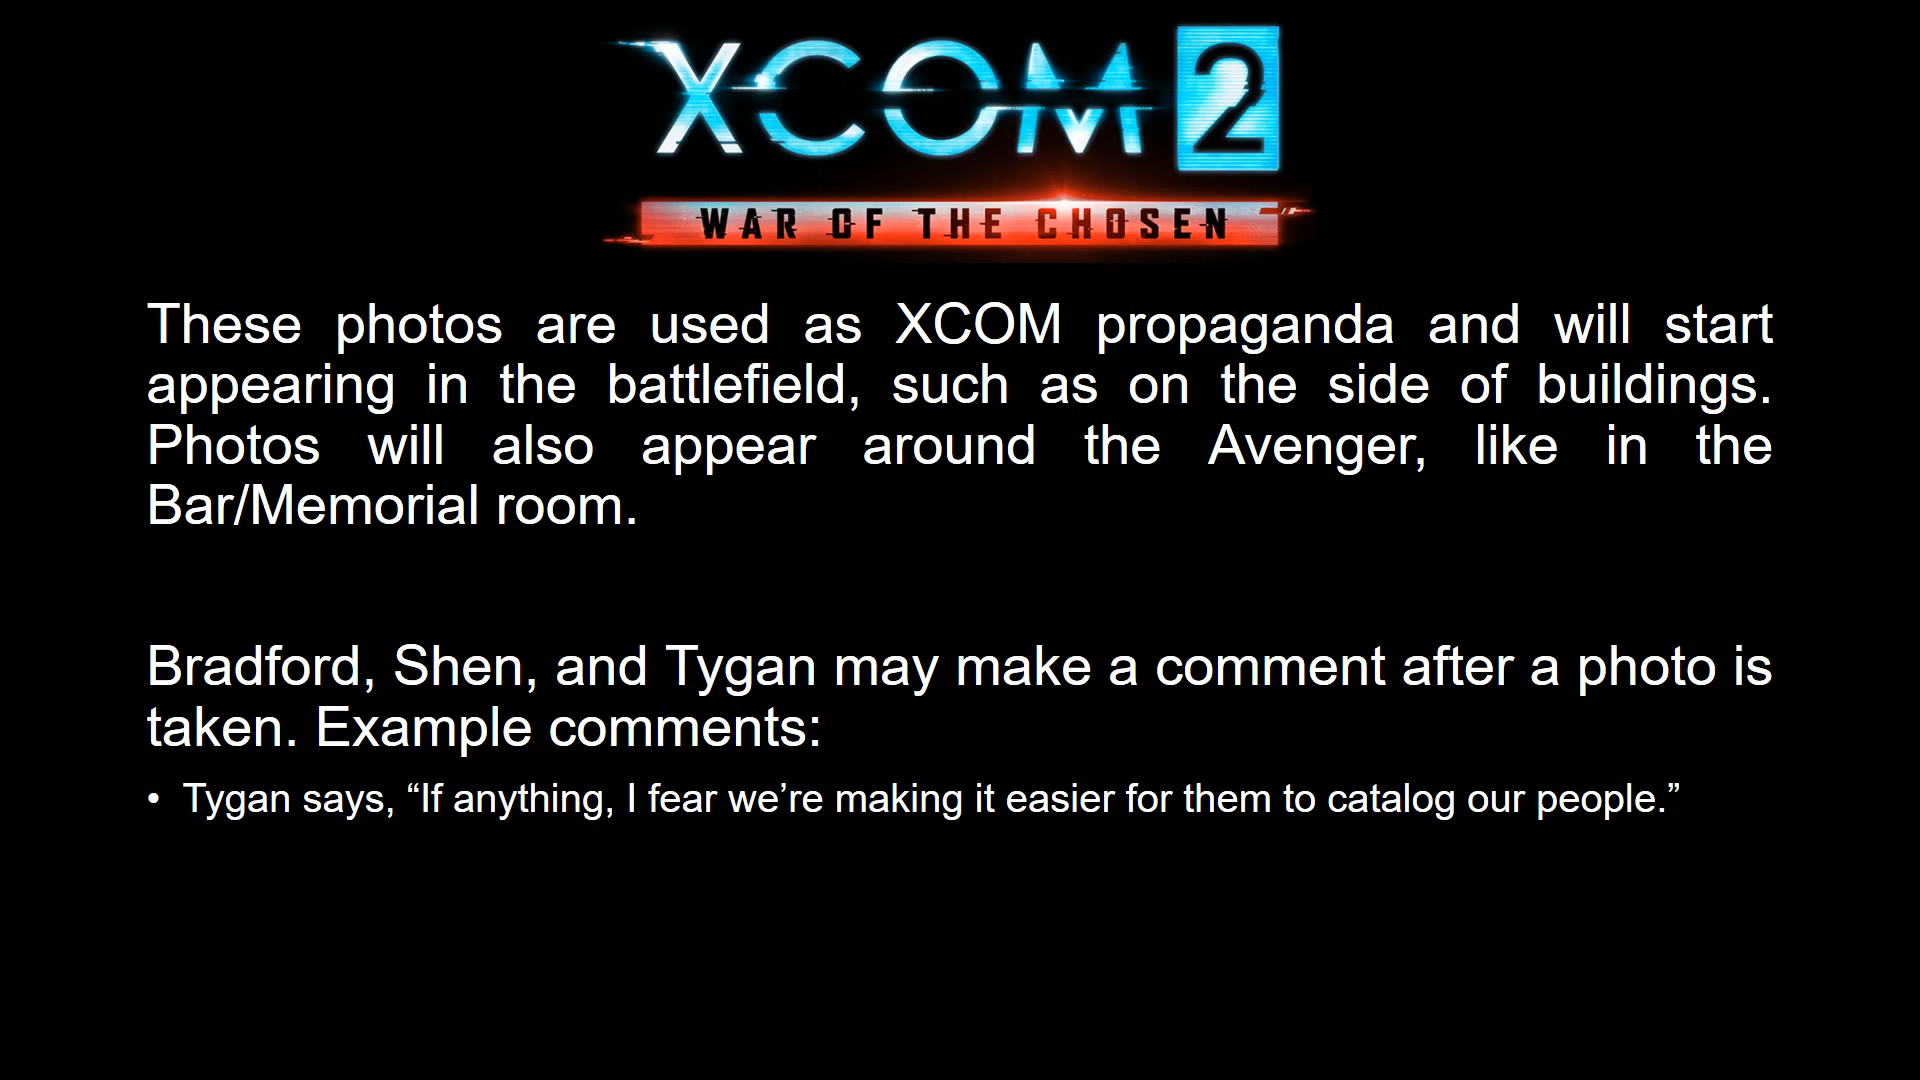 XCOM 2
WAR OF THE CHOSEN
These photos are used as XCOM propaganda and will start
appearing in the battlefield, such as on the side of buildings.
Photos will also appear around the Avenger, like in the
Bar/Memorial room.
Bradford, Shen, and Tygan may make a comment after a photo is
taken. Example comments:
• Tygan says, “If anything, I fear we’re making it easier for them to catalog our people.”